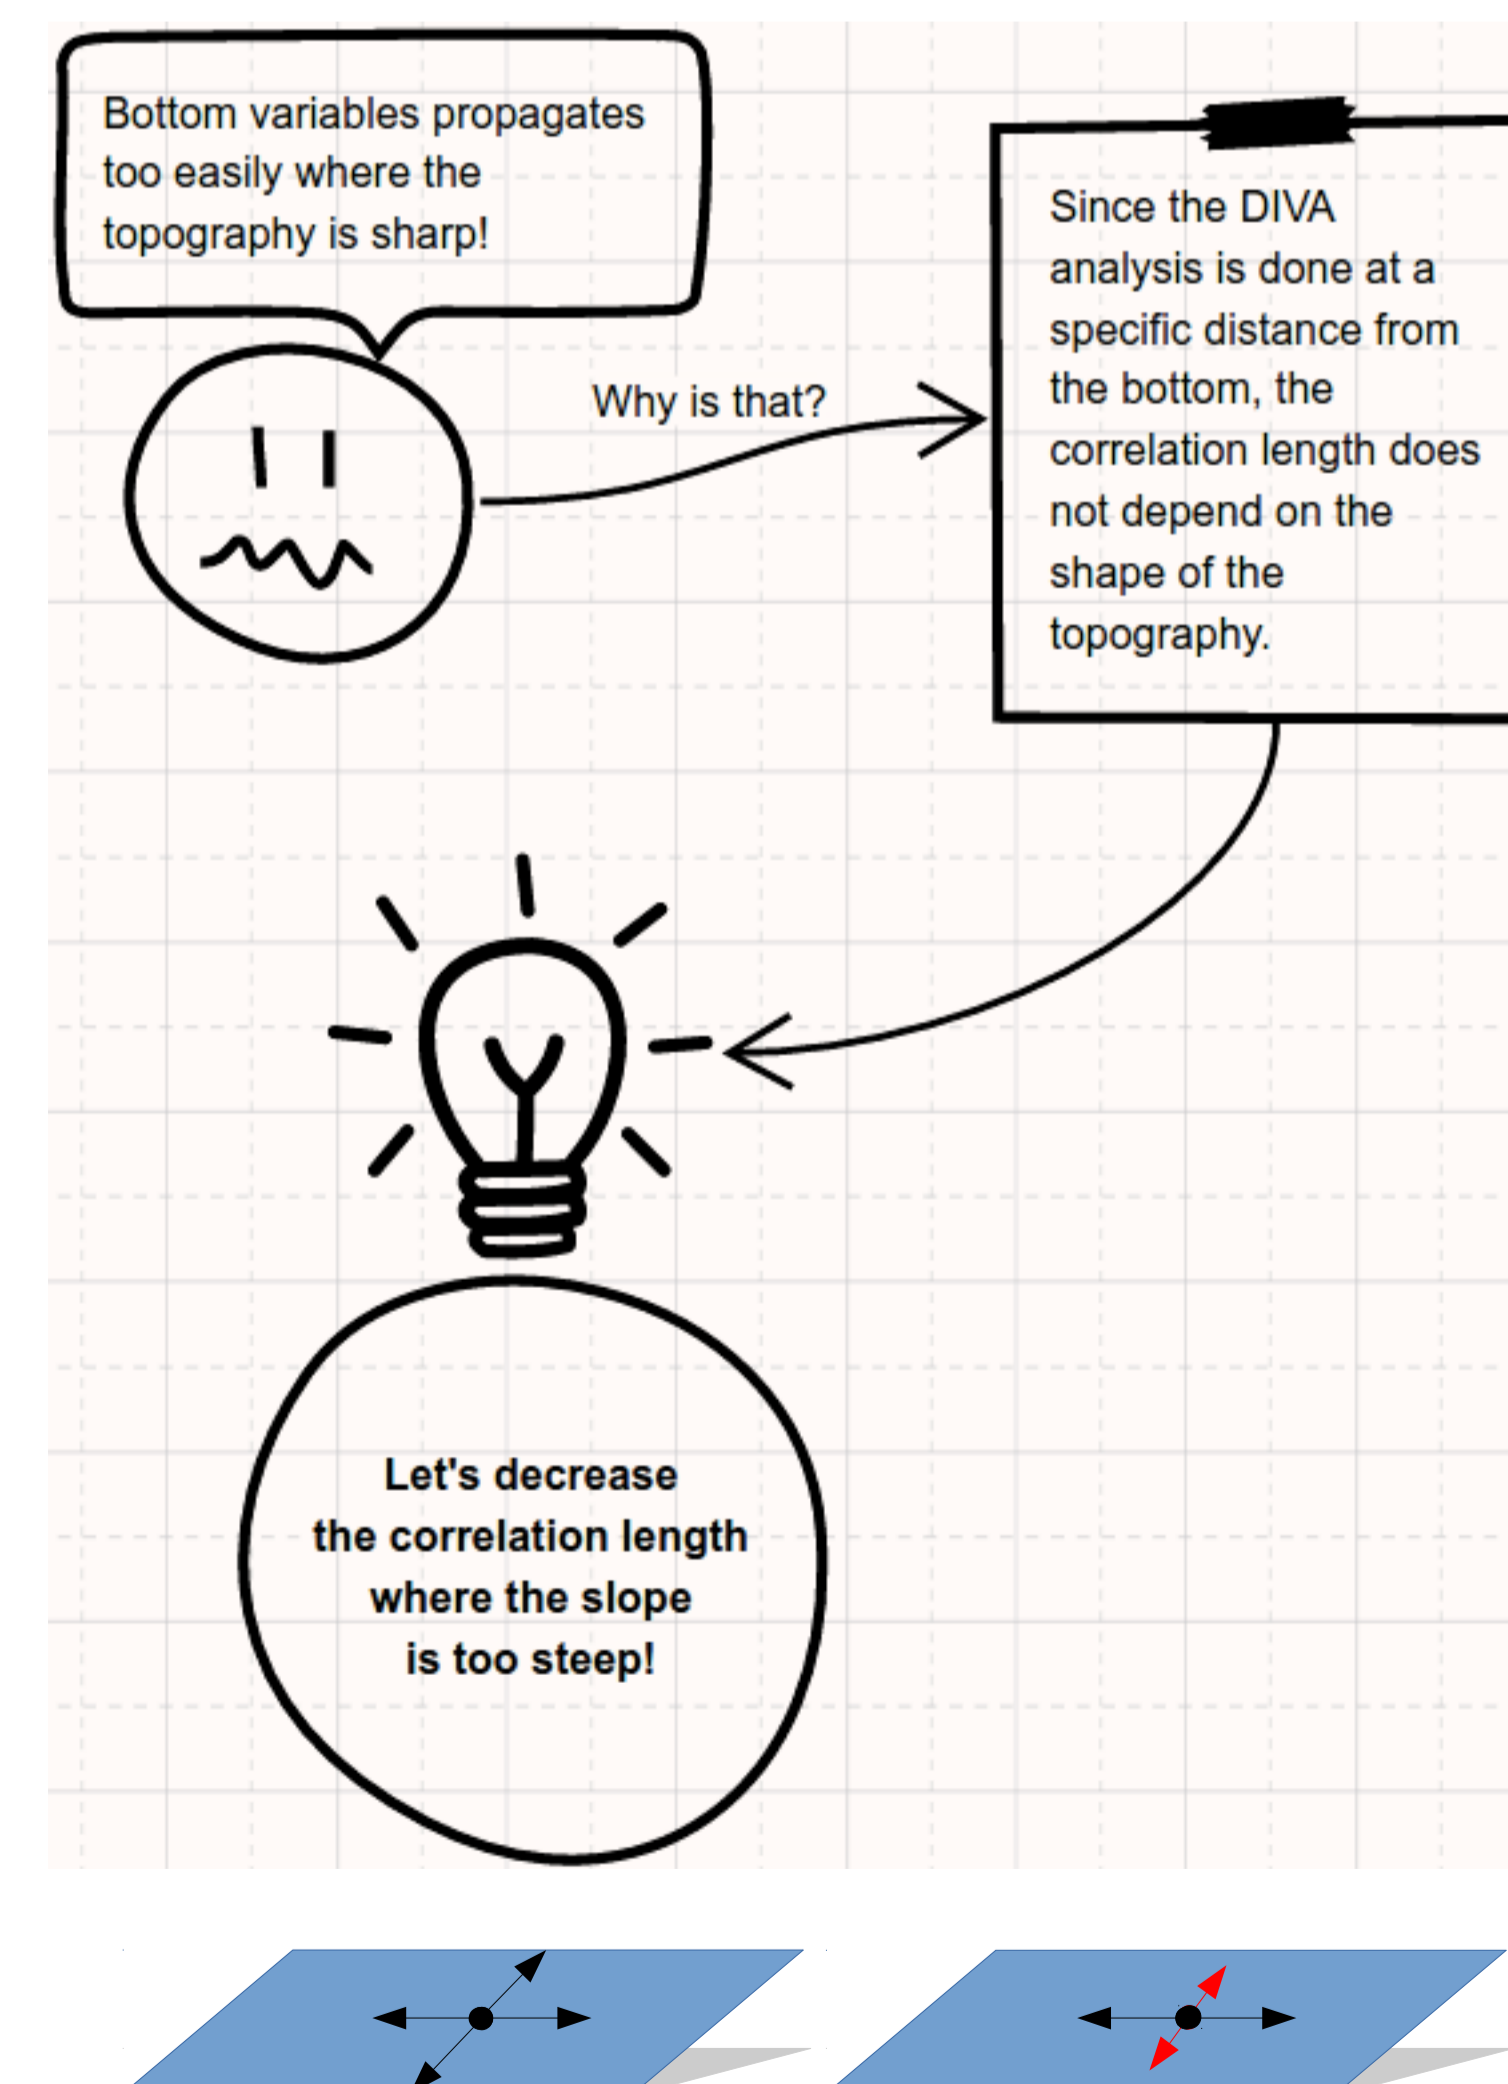 Bottom variables propagates
too easily where the
topography is sharp!
Why is that?
Since the DIVA
analysis is done at a
specific distance from
the bottom, the
correlation length does
not depend on the
shape of the
topography.
Let's decrease
the correlation length
where the slope
is too steep!